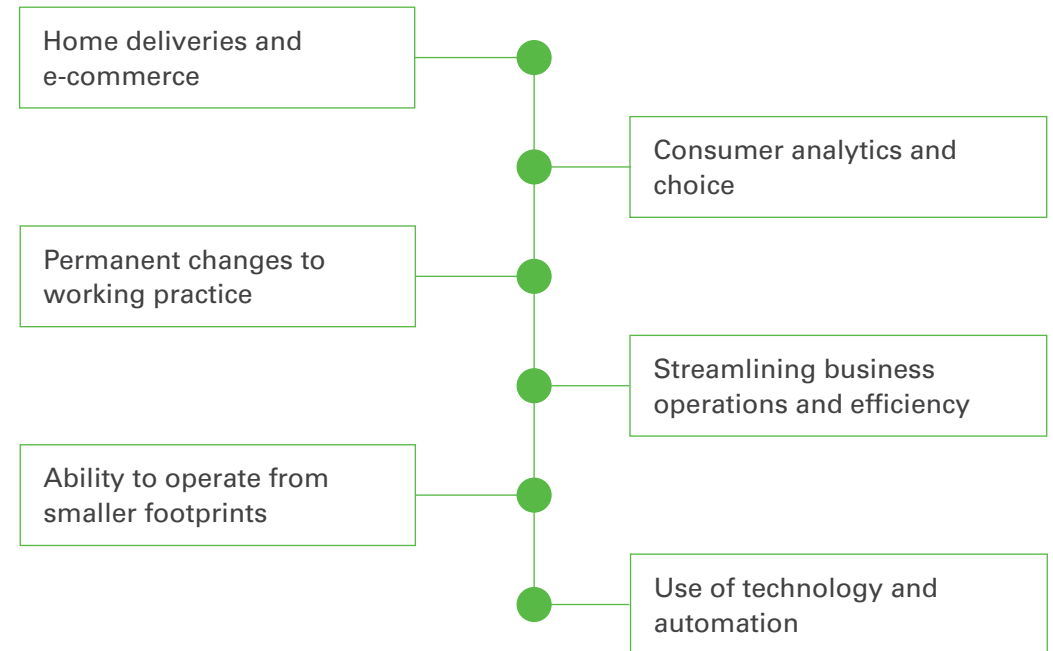 Home deliveries and
e-commerce
Consumer analytics and
choice
Permanent changes to
working practice
Streamlining business
operations and efficiency
Ability to operate from
smaller footprints
Use of technology and
automation